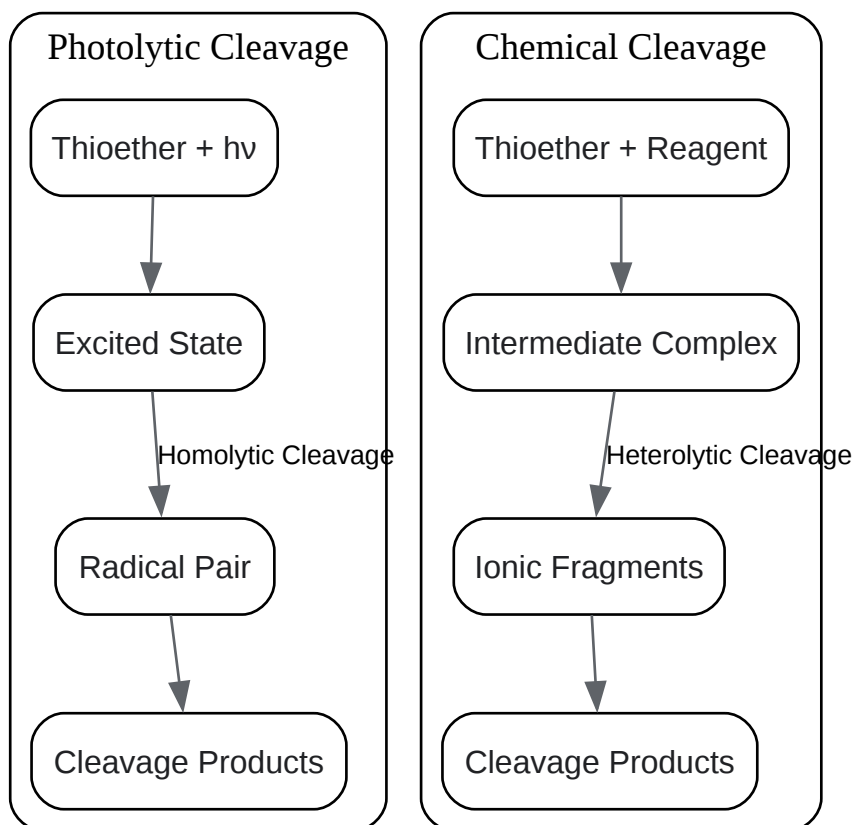 Photolytic Cleavage
Thioether + hν
Excited State
Homolytic Cleavage
Radical Pair
Cleavage Products
Chemical Cleavage
Thioether + Reagent
Intermediate Complex
Heterolytic Cleavage
Ionic Fragments
Cleavage Products